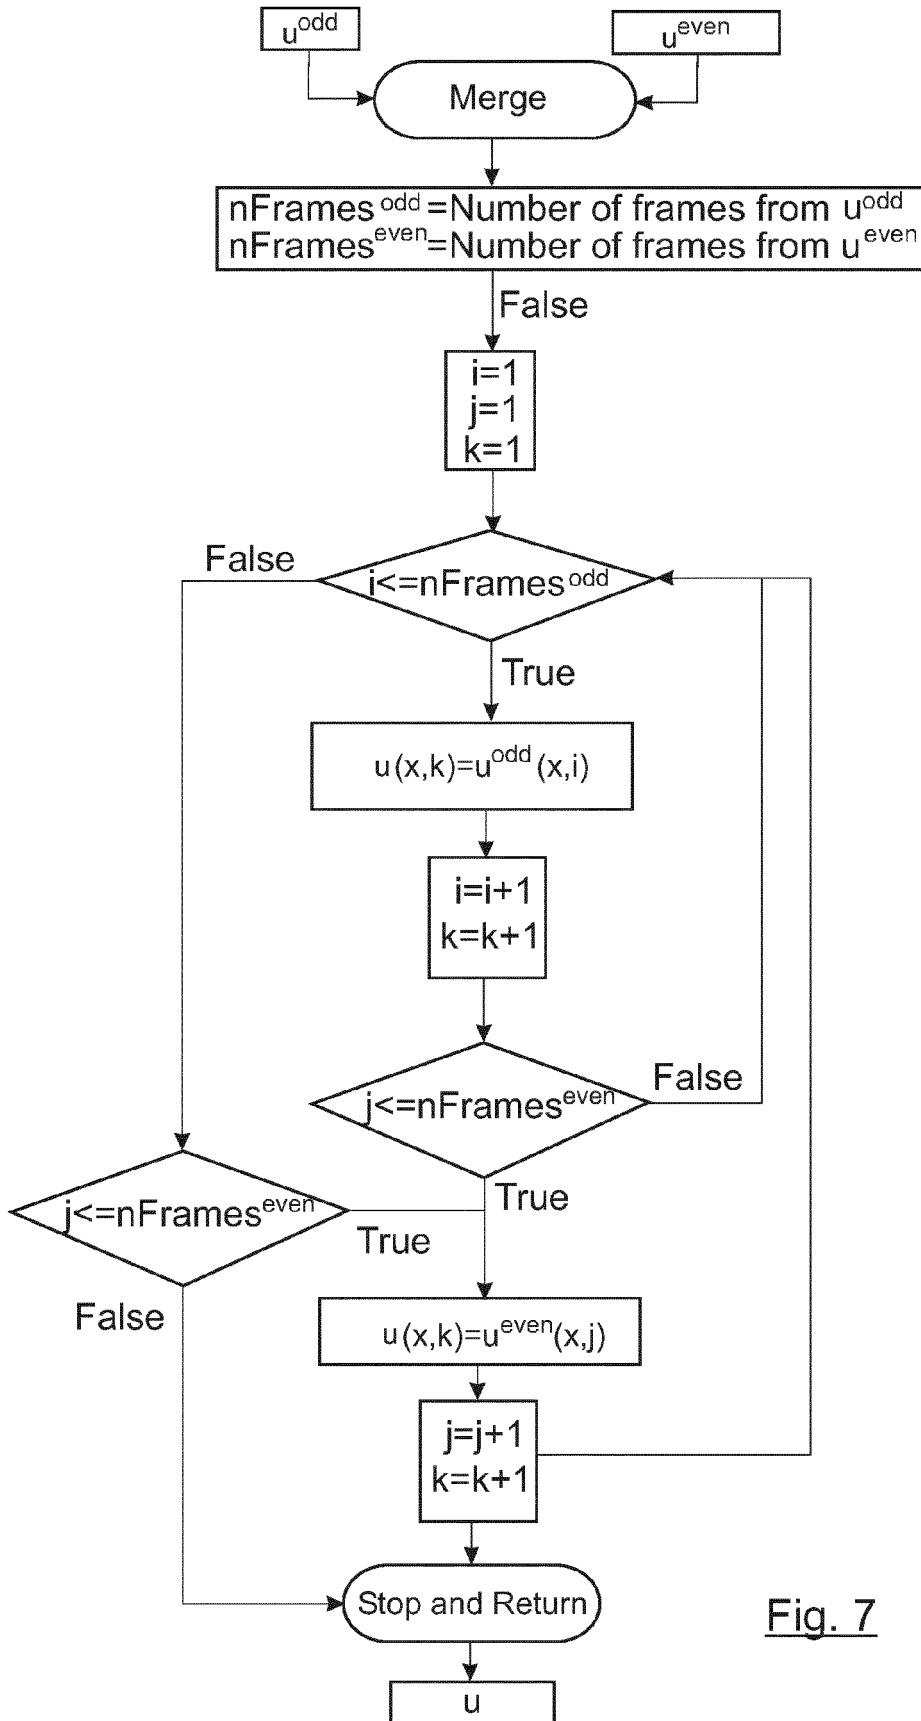 u^odd
u^even
Merge
nFrames^odd=Number of frames from u^odd
nFrames^even=Number of frames from u^even
False
i=1
j=1
k=1
False
i<=nFrames^odd
True
u(x,k)=u^odd(x,i)
i=i+1
k=k+1
j<=nFrames^even
False
True
j<=nFrames^even
True
False
u(x,k)=u^even(x,j)
j=j+1
k=k+1
Stop and Return
Fig. 7
u